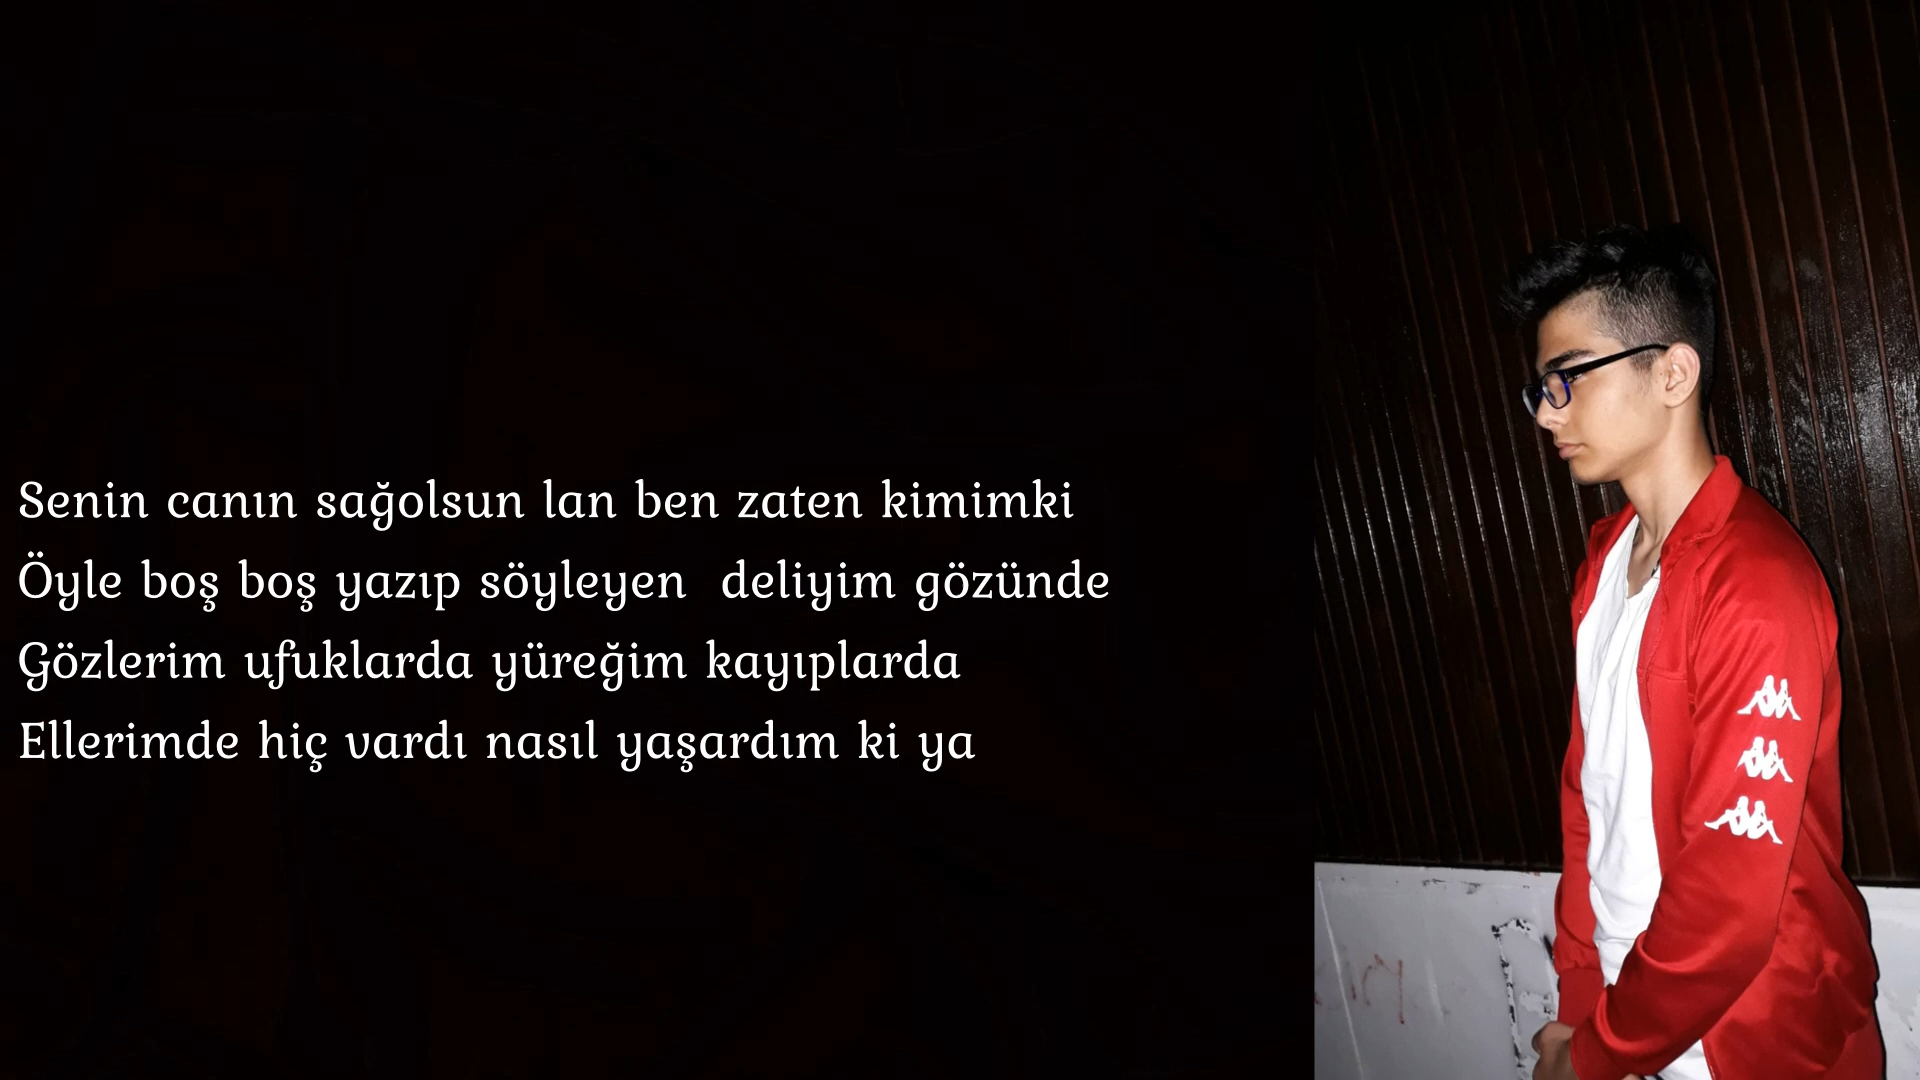 Senin canın sağolsun lan ben zaten kimimki
Öyle boş boş yazıp söyleyen  deliyim gözünde
Gözlerim ufuklarda yüreğim kayıplarda
Ellerimde hiç vardı nasıl yaşardım ki ya